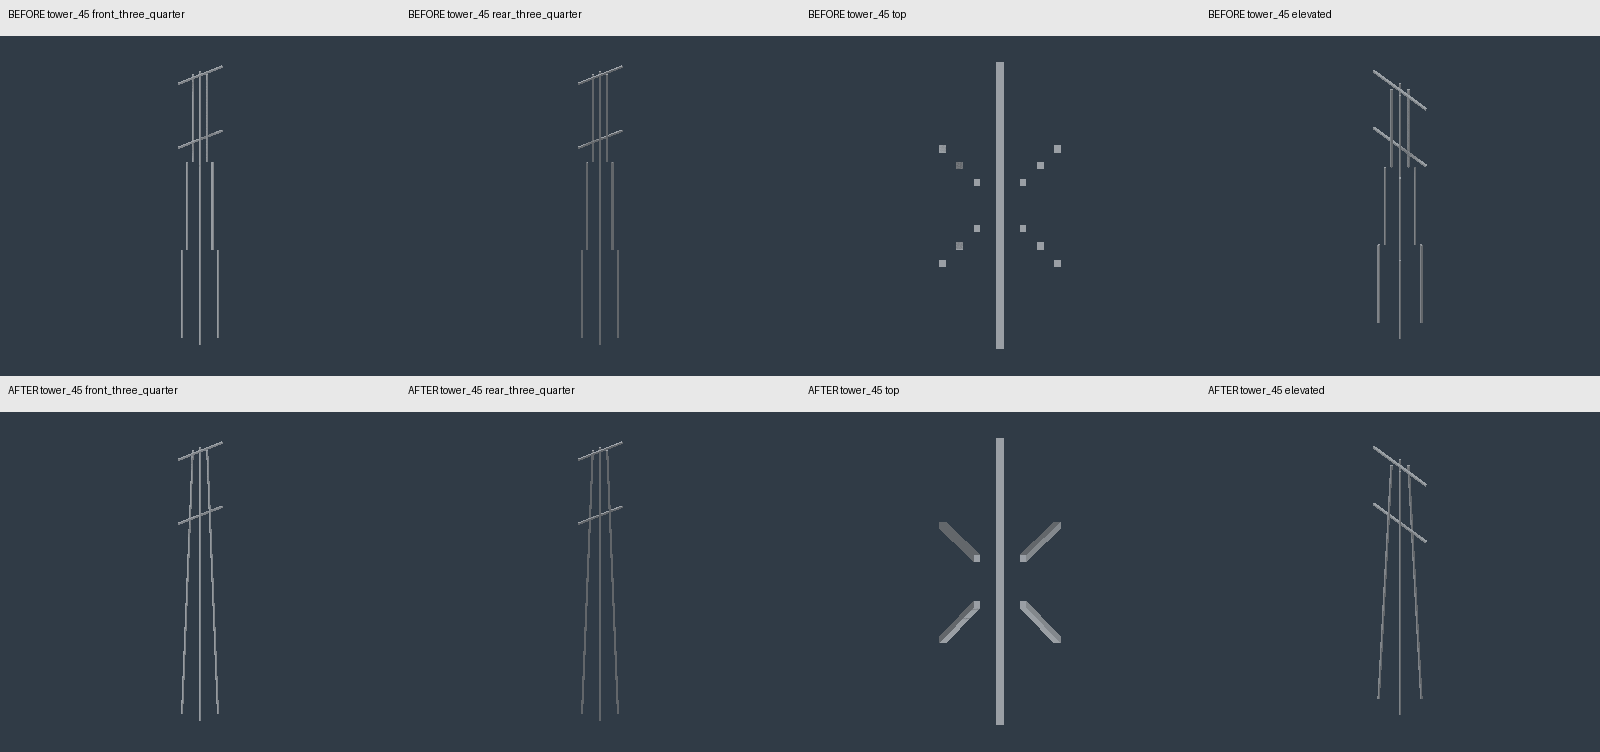 BEFORE tower_45 front_three_quarter
BEFORE tower_45 rear_three_quarter
BEFORE tower_45 top
BEFORE tower_45 elevated
AFTER tower_45 front_three_quarter
AFTER tower_45 rear_three_quarter
AFTER tower_45 top
AFTER tower_45 elevated